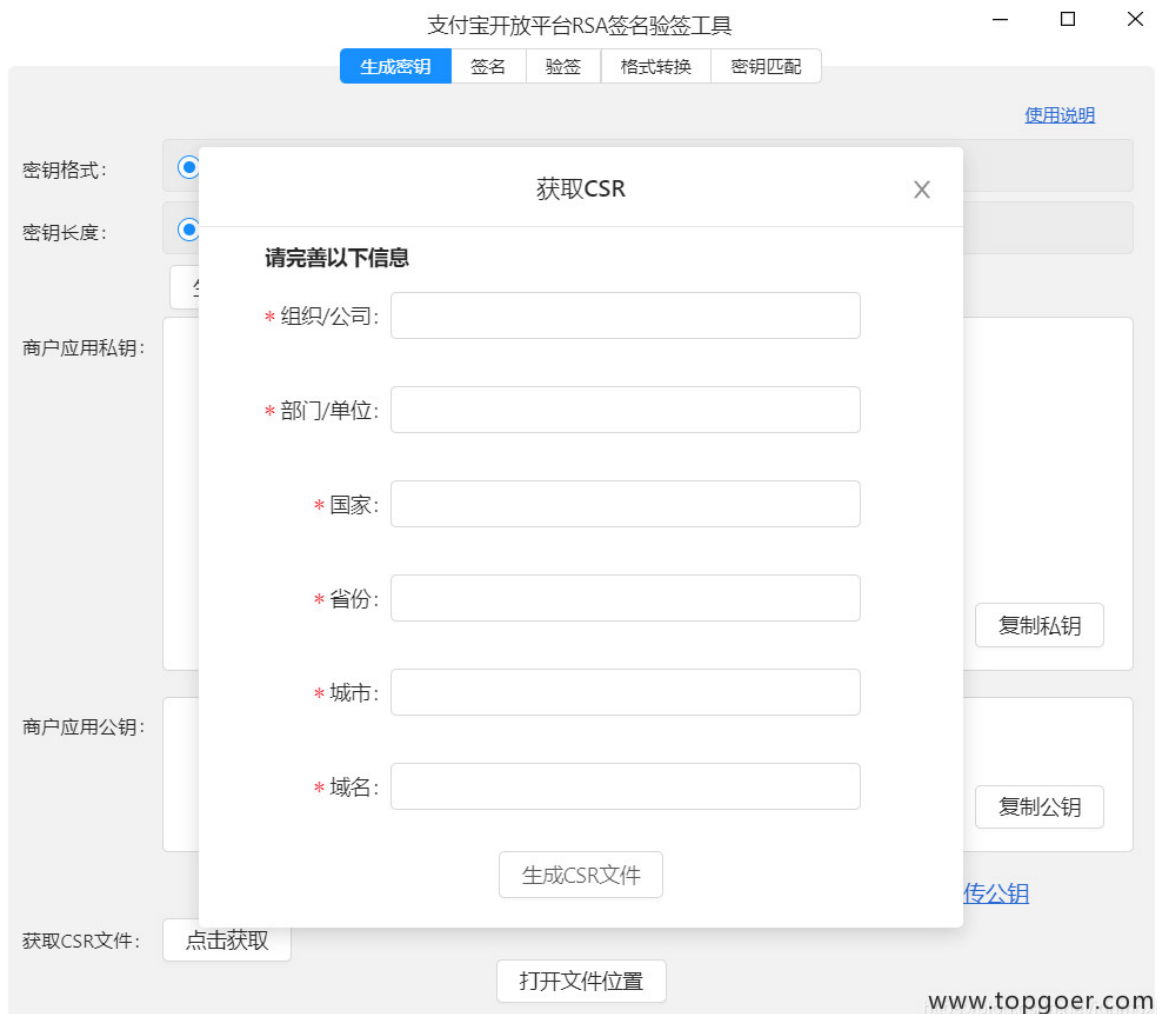 支付宝开放平台RSA签名验签工具
生成密钥 签名 验签 格式转换 密钥匹配
使用说明
密钥格式：
获取CSR X
密钥长度：
请完善以下信息
* 组织/公司：
商户应用私钥：
* 部门/单位：
* 国家：
* 省份：
复制私钥
* 城市：
商户应用公钥：
* 域名：
复制公钥
生成CSR文件
传公钥
获取CSR文件： 点击获取
打开文件位置
www.topgoer.com